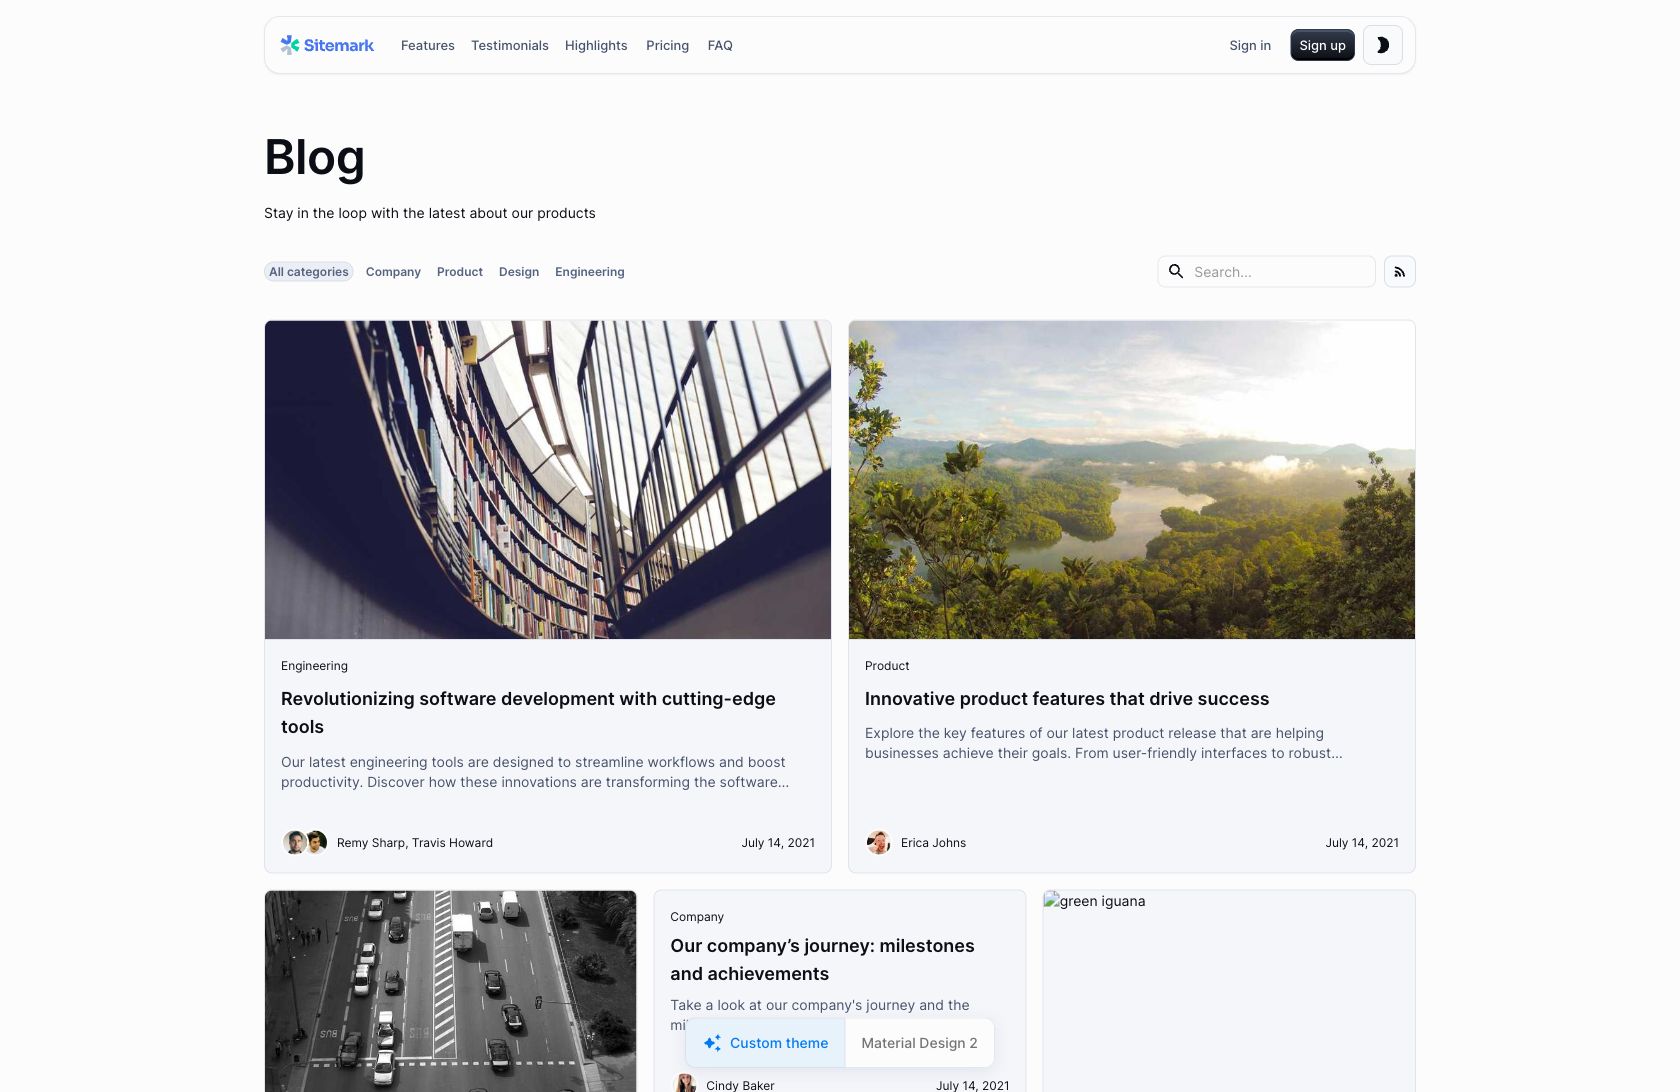 Sitemark
Features
Testimonials
Highlights
Pricing
FAQ
Sign in
Sign up
Blog
Stay in the loop with the latest about our products
All categories
Company
Product
Design
Engineering
Search...
Engineering
Revolutionizing software development with cutting-edge
tools
Our latest engineering tools are designed to streamline workflows and boost
productivity. Discover how these innovations are transforming the software…
Remy Sharp, Travis Howard
July 14, 2021
Product
Innovative product features that drive success
Explore the key features of our latest product release that are helping
businesses achieve their goals. From user-friendly interfaces to robust…
Erica Johns
July 14, 2021
BUS
BUS
BUS
BUS
Company
Our company's journey: milestones
and achievements
Take a look at our company's journey and the
Custom theme
Material Design 2
Cindy Baker
July 14, 2021
green iguana